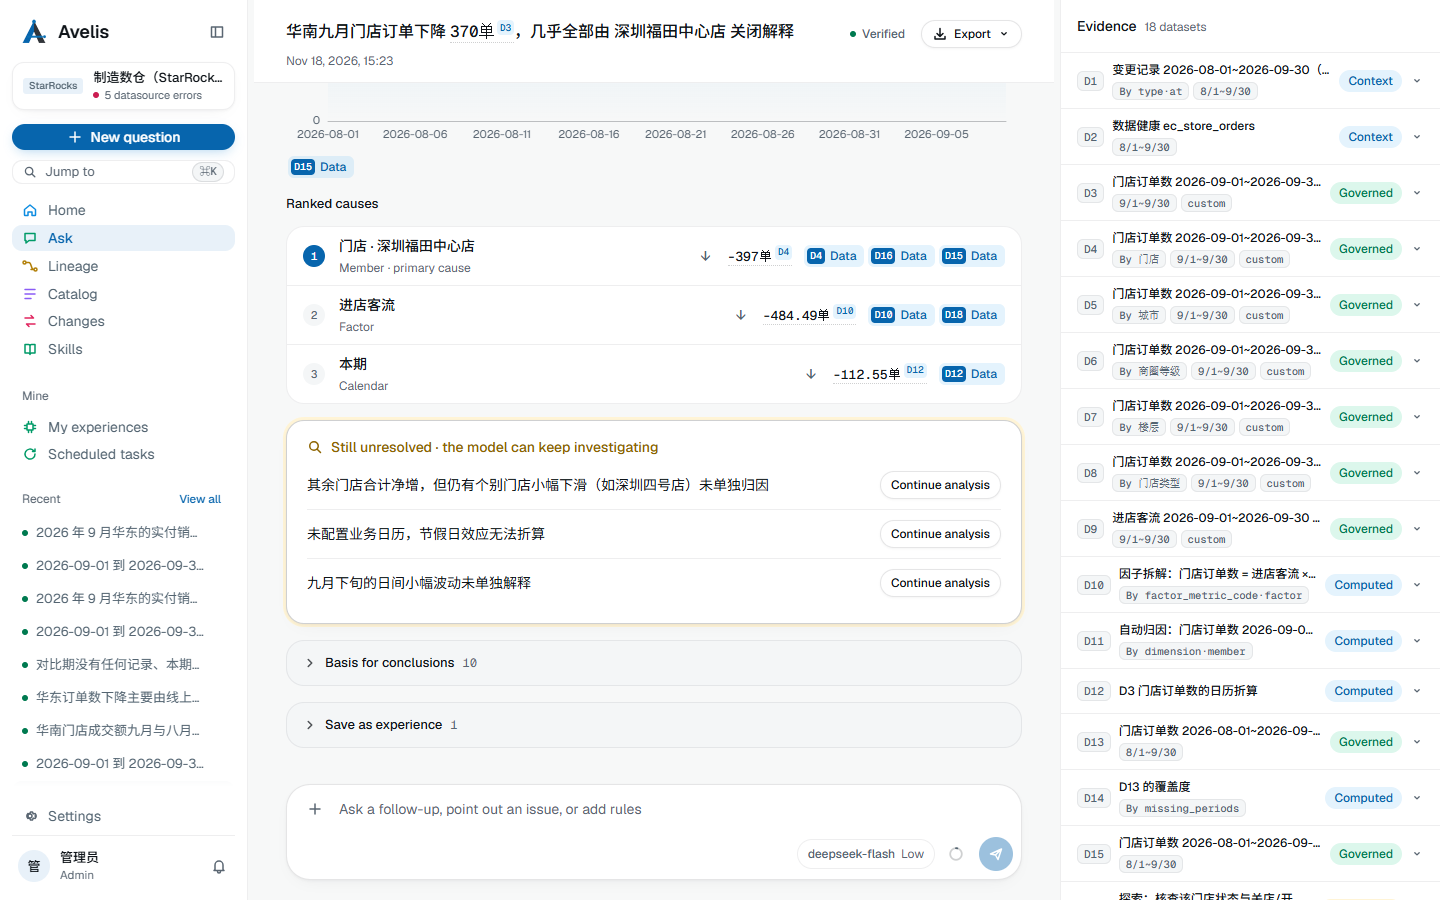 Avelis
StarRocks
制造数仓（StarRock...
5 datasource errors
New question
Jump to
⌘K
Home
Ask
Lineage
Catalog
Changes
Skills
Mine
My experiences
Scheduled tasks
Recent
View all
2026 年 9 月华东的实付销...
2026-09-01 到 2026-09-3...
2026 年 9 月华东的实付销...
2026-09-01 到 2026-09-3...
对比期没有任何记录、本期...
华东订单数下降主要由线上...
华南门店成交额九月与八月...
2026-09-01 到 2026-09-3...
Settings
管
管理员
Admin
华南九月门店订单下降 370单 D3，几乎全部由 深圳福田中心店 关闭解释
Nov 18, 2026, 15:23
Verified
Export
0
2026-08-01 2026-08-06 2026-08-11 2026-08-16 2026-08-21 2026-08-26 2026-08-31 2026-09-05
D15 Data
Ranked causes
1
门店 · 深圳福田中心店
Member · primary cause
-397单 D4
D4 Data
D16 Data
D15 Data
2
进店客流
Factor
-484.49单 D10
D10 Data
D18 Data
3
本期
Calendar
-112.55单 D12
D12 Data
Still unresolved · the model can keep investigating
其余门店合计净增，但仍有个别门店小幅下滑（如深圳四号店）未单独归因
Continue analysis
未配置业务日历，节假日效应无法折算
Continue analysis
九月下旬的日间小幅波动未单独解释
Continue analysis
Basis for conclusions 10
Save as experience 1
Ask a follow-up, point out an issue, or add rules
deepseek-flash Low
Evidence 18 datasets
D1
变更记录 2026-08-01~2026-09-30（...
By type·at
8/1~9/30
Context
D2
数据健康 ec_store_orders
8/1~9/30
Context
D3
门店订单数 2026-09-01~2026-09-3...
9/1~9/30
custom
Governed
D4
门店订单数 2026-09-01~2026-09-3...
By 门店
9/1~9/30
custom
Governed
D5
门店订单数 2026-09-01~2026-09-3...
By 城市
9/1~9/30
custom
Governed
D6
门店订单数 2026-09-01~2026-09-3...
By 商圈等级
9/1~9/30
custom
Governed
D7
门店订单数 2026-09-01~2026-09-3...
By 楼层
9/1~9/30
custom
Governed
D8
门店订单数 2026-09-01~2026-09-3...
By 门店类型
9/1~9/30
custom
Governed
D9
进店客流 2026-09-01~2026-09-30 ...
9/1~9/30
custom
Governed
D10
因子拆解：门店订单数 = 进店客流 ×...
By factor_metric_code·factor
Computed
D11
自动归因：门店订单数 2026-09-0...
By dimension·member
Computed
D12
D3 门店订单数的日历折算
Computed
D13
门店订单数 2026-08-01~2026-09-...
8/1~9/30
Governed
D14
D13 的覆盖度
By missing_periods
Computed
D15
门店订单数 2026-08-01~2026-09-...
8/1~9/30
Governed